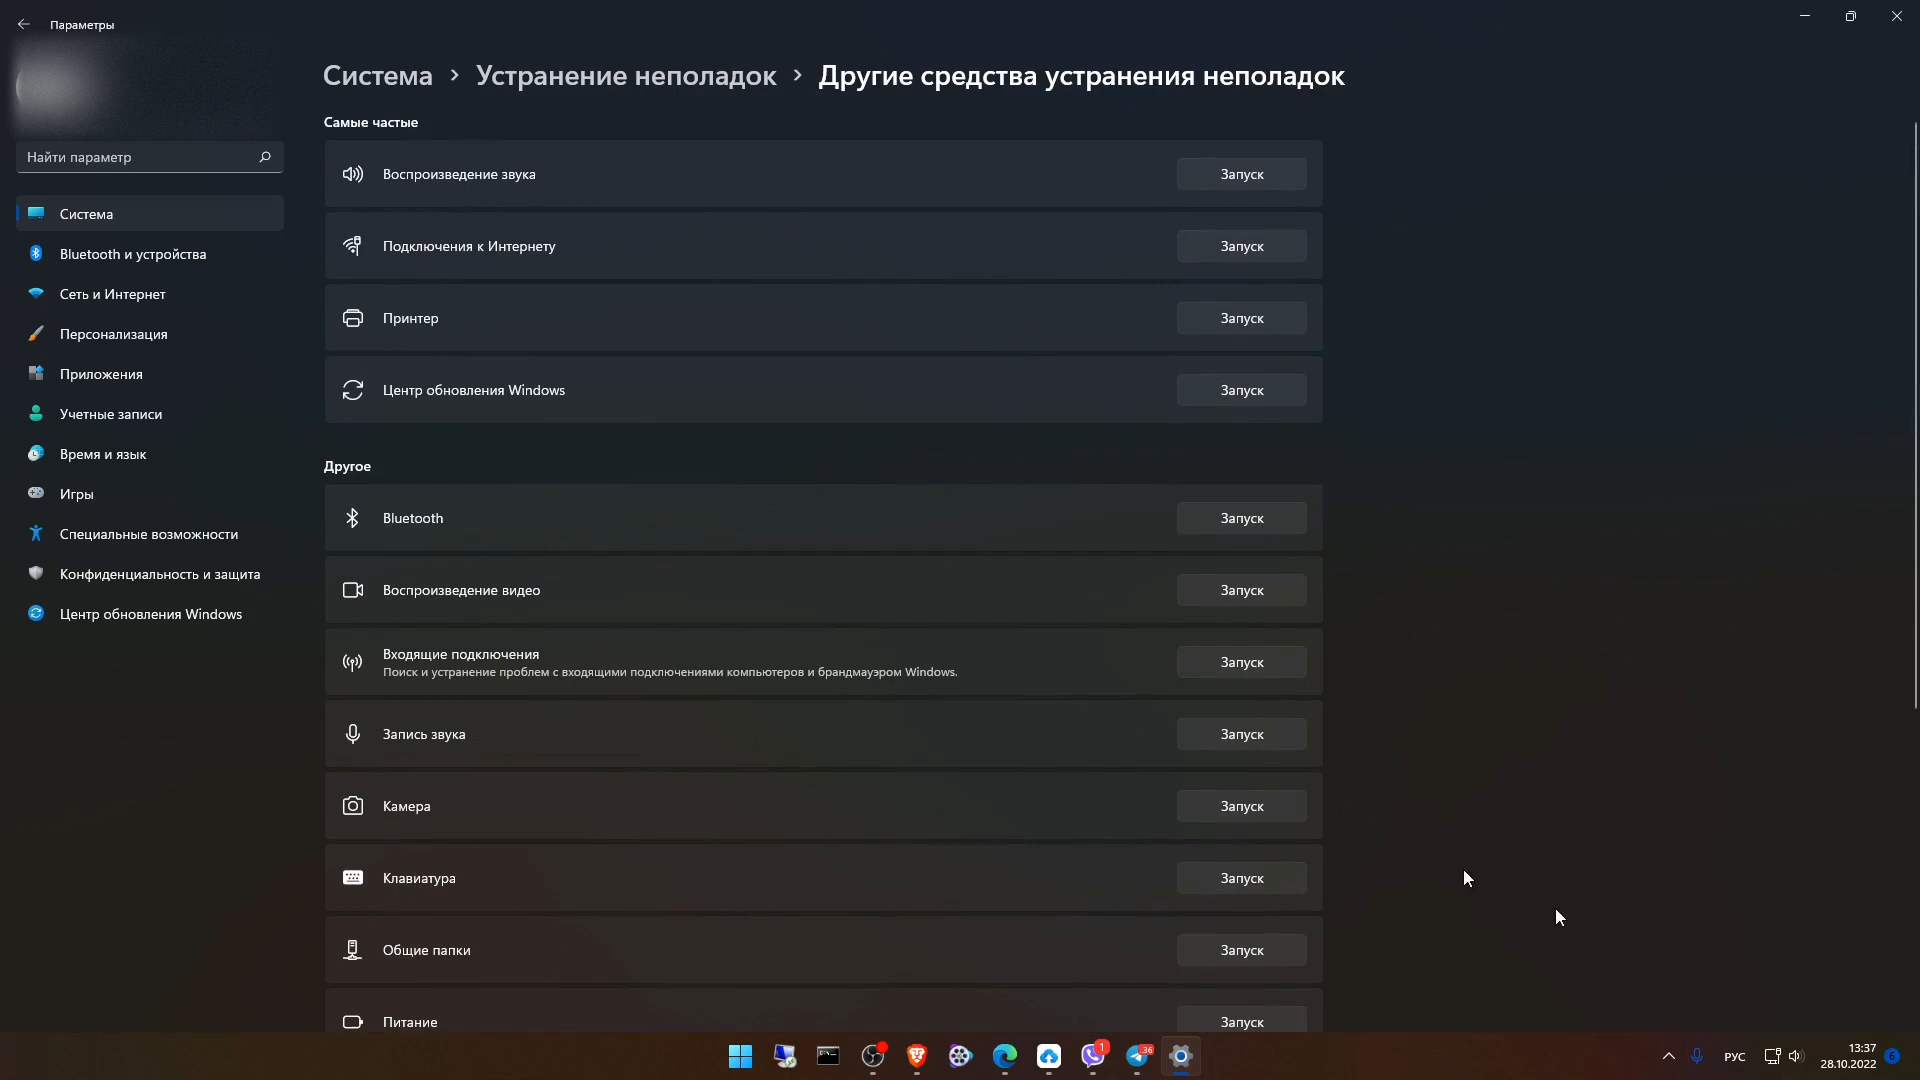 Параметры
Система > Устранение неполадок > Другие средства устранения неполадок
Найти параметр
Система
Bluetooth и устройства
Сеть и Интернет
Персонализация
Приложения
Учетные записи
Время и язык
Игры
Специальные возможности
Конфиденциальность и защита
Центр обновления Windows
Самые частые
Воспроизведение звука Запуск
Подключения к Интернету Запуск
Принтер Запуск
Центр обновления Windows Запуск
Другое
Bluetooth Запуск
Воспроизведение видео Запуск
Входящие подключения Запуск
Поиск и устранение проблем с входящими подключениями компьютеров и брандмауэром Windows.
Запись звука Запуск
Камера Запуск
Клавиатура Запуск
Общие папки Запуск
Питание Запуск
1
36
РУС
13:37
28.10.2022
6